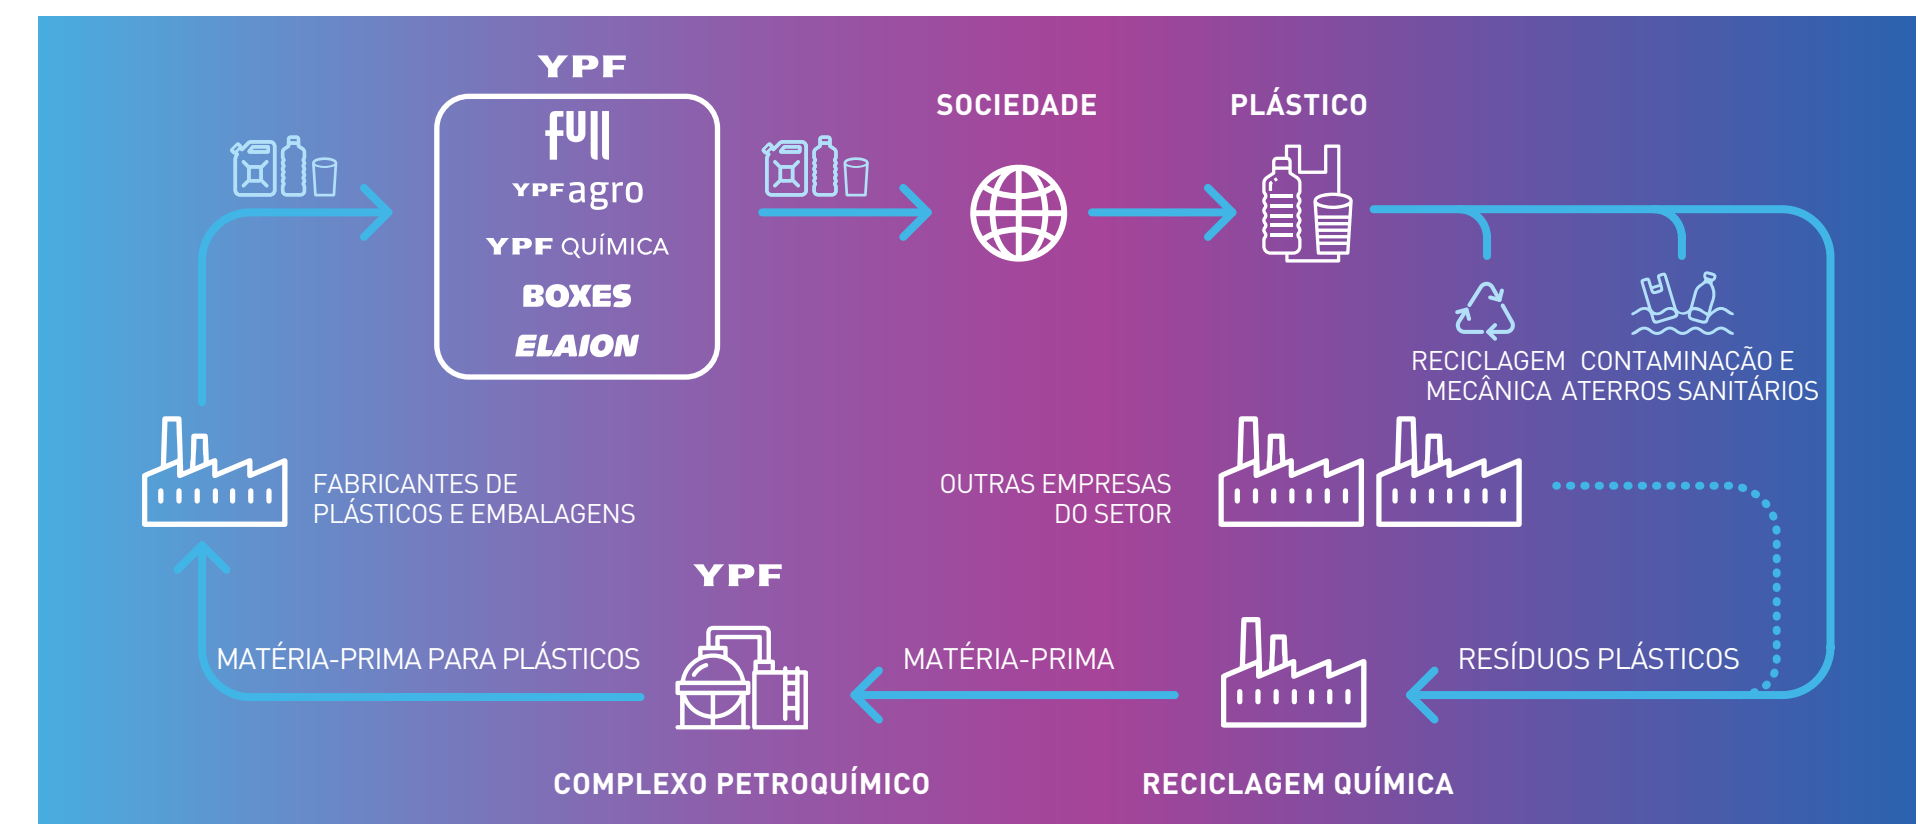 YPF
full
YPF agro
YPF QUÍMICA
BOXES
ELAION
SOCIEDADE
PLÁSTICO
RECICLAGEM
MECÂNICA
CONTAMINAÇÃO E
ATERROS SANITÁRIOS
FABRICANTES DE
PLÁSTICOS E EMBALAGENS
OUTRAS EMPRESAS
DO SETOR
YPF
MATÉRIA-PRIMA PARA PLÁSTICOS
MATÉRIA-PRIMA
RESÍDUOS PLÁSTICOS
COMPLEXO PETROQUÍMICO
RECICLAGEM QUÍMICA